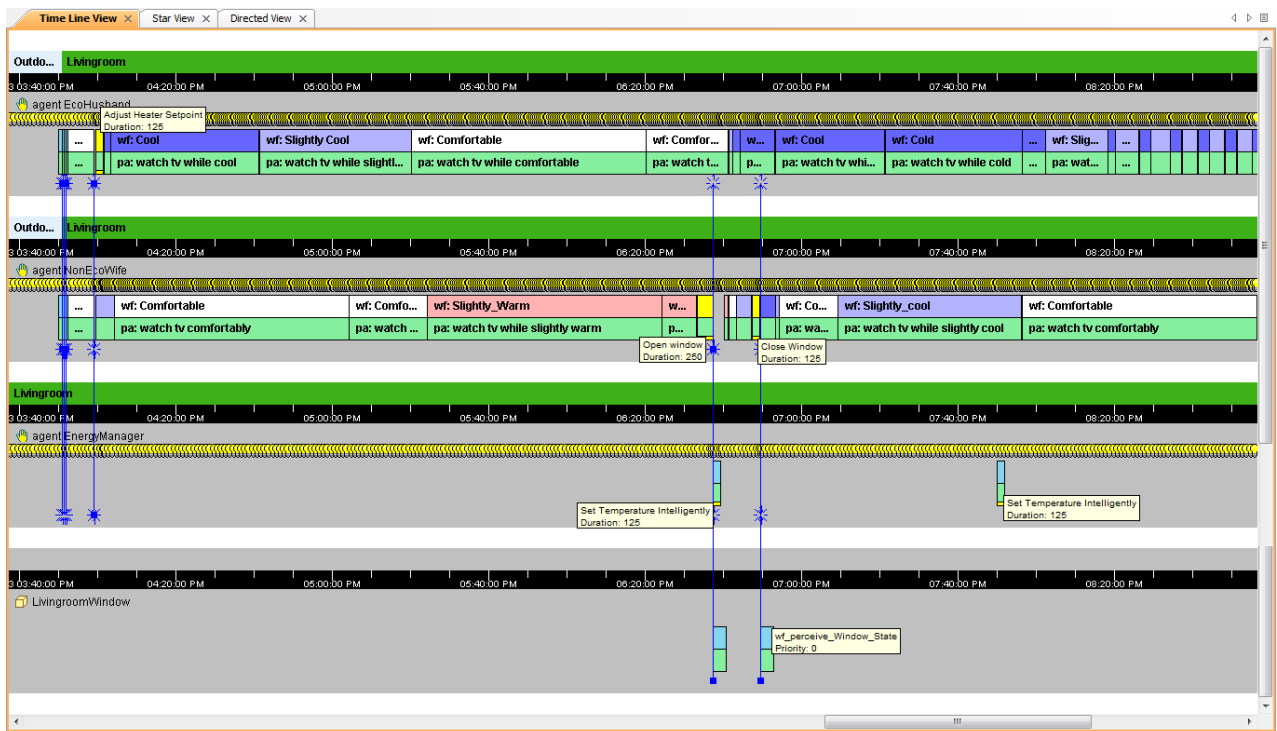 Time Line View × Star View × Directed View ×
Outdo... Livingroom
3 03:40:00 PM 04:20:00 PM 05:00:00 PM 05:40:00 PM 06:20:00 PM 07:00:00 PM 07:40:00 PM 08:20:00 PM
agent EcoHusband
Adjust Heater Setpoint
Duration: 125
... wf: Cool wf: Slightly Cool wf: Comfortable wf: Comfor... w... wf: Cool wf: Cold ... wf: Slig... ...
... pa: watch tv while cool pa: watch tv while slightl... pa: watch tv while comfortable pa: watch t... p... pa: watch tv whi... pa: watch tv while cold ... pa: wat... ...
Outdo... Livingroom
3 03:40:00 PM 04:20:00 PM 05:00:00 PM 05:40:00 PM 06:20:00 PM 07:00:00 PM 07:40:00 PM 08:20:00 PM
agent NonEcoWife
... wf: Comfortable wf: Comfo... wf: Slightly_Warm w... wf: Co... wf: Slightly_cool wf: Comfortable
... pa: watch tv comfortably pa: watch ... pa: watch tv while slightly warm p... pa: wa... pa: watch tv while slightly cool pa: watch tv comfortably
Open window
Duration: 250
Close Window
Duration: 125
Livingroom
3 03:40:00 PM 04:20:00 PM 05:00:00 PM 05:40:00 PM 06:20:00 PM 07:00:00 PM 07:40:00 PM 08:20:00 PM
agent EnergyManager
Set Temperature Intelligently
Duration: 125
Set Temperature Intelligently
Duration: 125
3 03:40:00 PM 04:20:00 PM 05:00:00 PM 05:40:00 PM 06:20:00 PM 07:00:00 PM 07:40:00 PM 08:20:00 PM
LivingroomWindow
wf_perceive_Window_State
Priority: 0